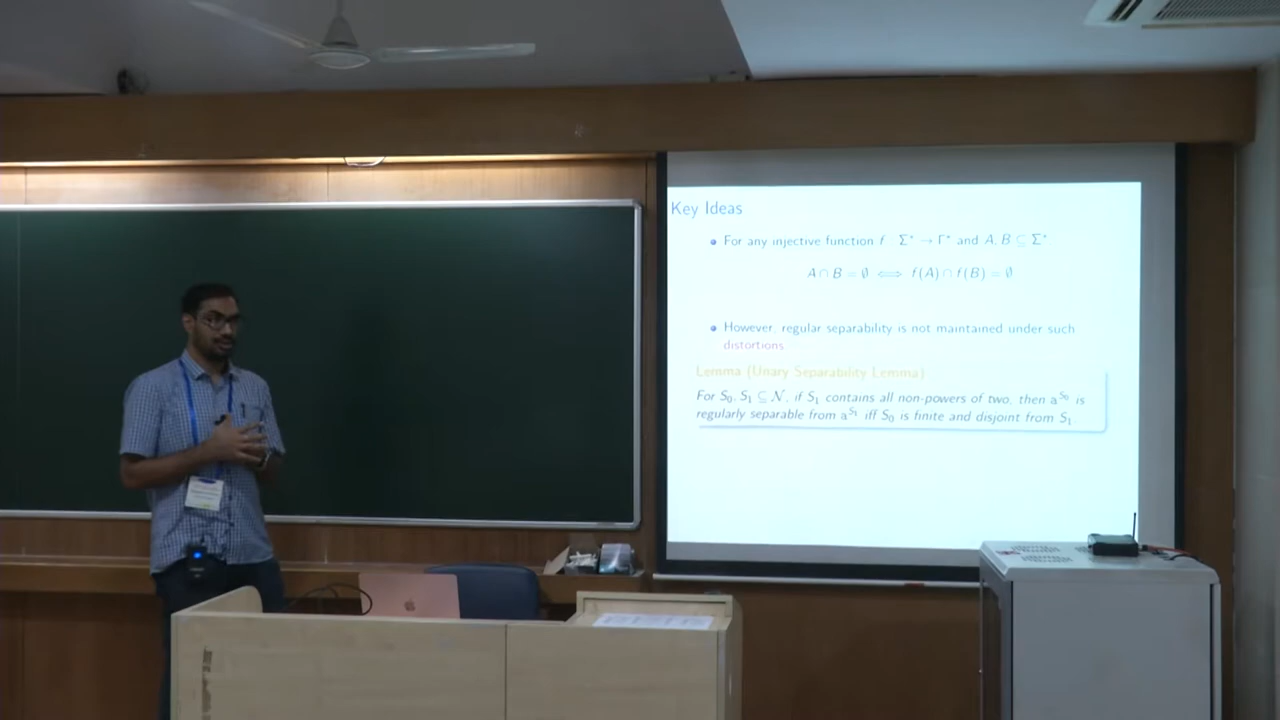 Key Ideas
For any injective function f : Σ* → Γ* and A, B ⊆ Σ*
A ∩ B = ∅ ⟺ f(A) ∩ f(B) = ∅
However, regular separability is not maintained under such
distortions
Lemma (Unary Separability Lemma)
For S₀, S₁ ⊆ N, if S₁ contains all non-powers of two, then a^S₀ is
regularly separable from a^S₁ iff S₀ is finite and disjoint from S₁